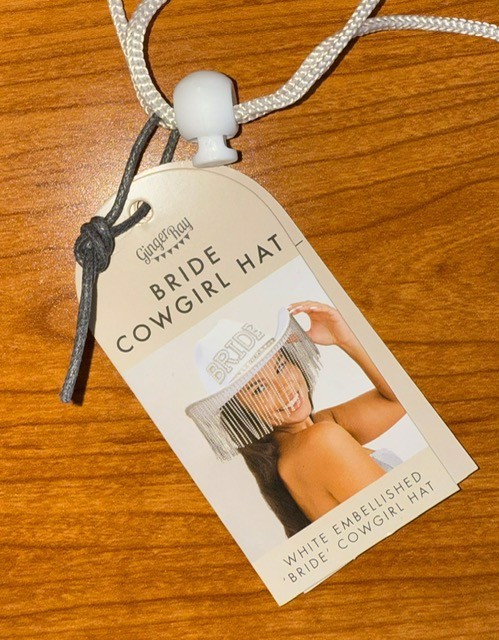 Ginger Ray
BRIDE
COWGIRL HAT
BRIDE
WHITE EMBELLISHED
'BRIDE' COWGIRL HAT